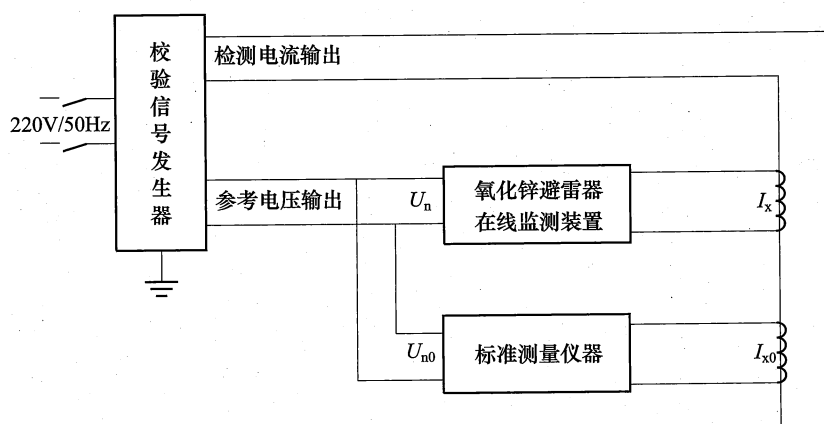 校验信号发生器
220V/50Hz
检测电流输出
参考电压输出
Un
氧化锌避雷器
在线监测装置
Ix
Un0
标准测量仪器
Ix0